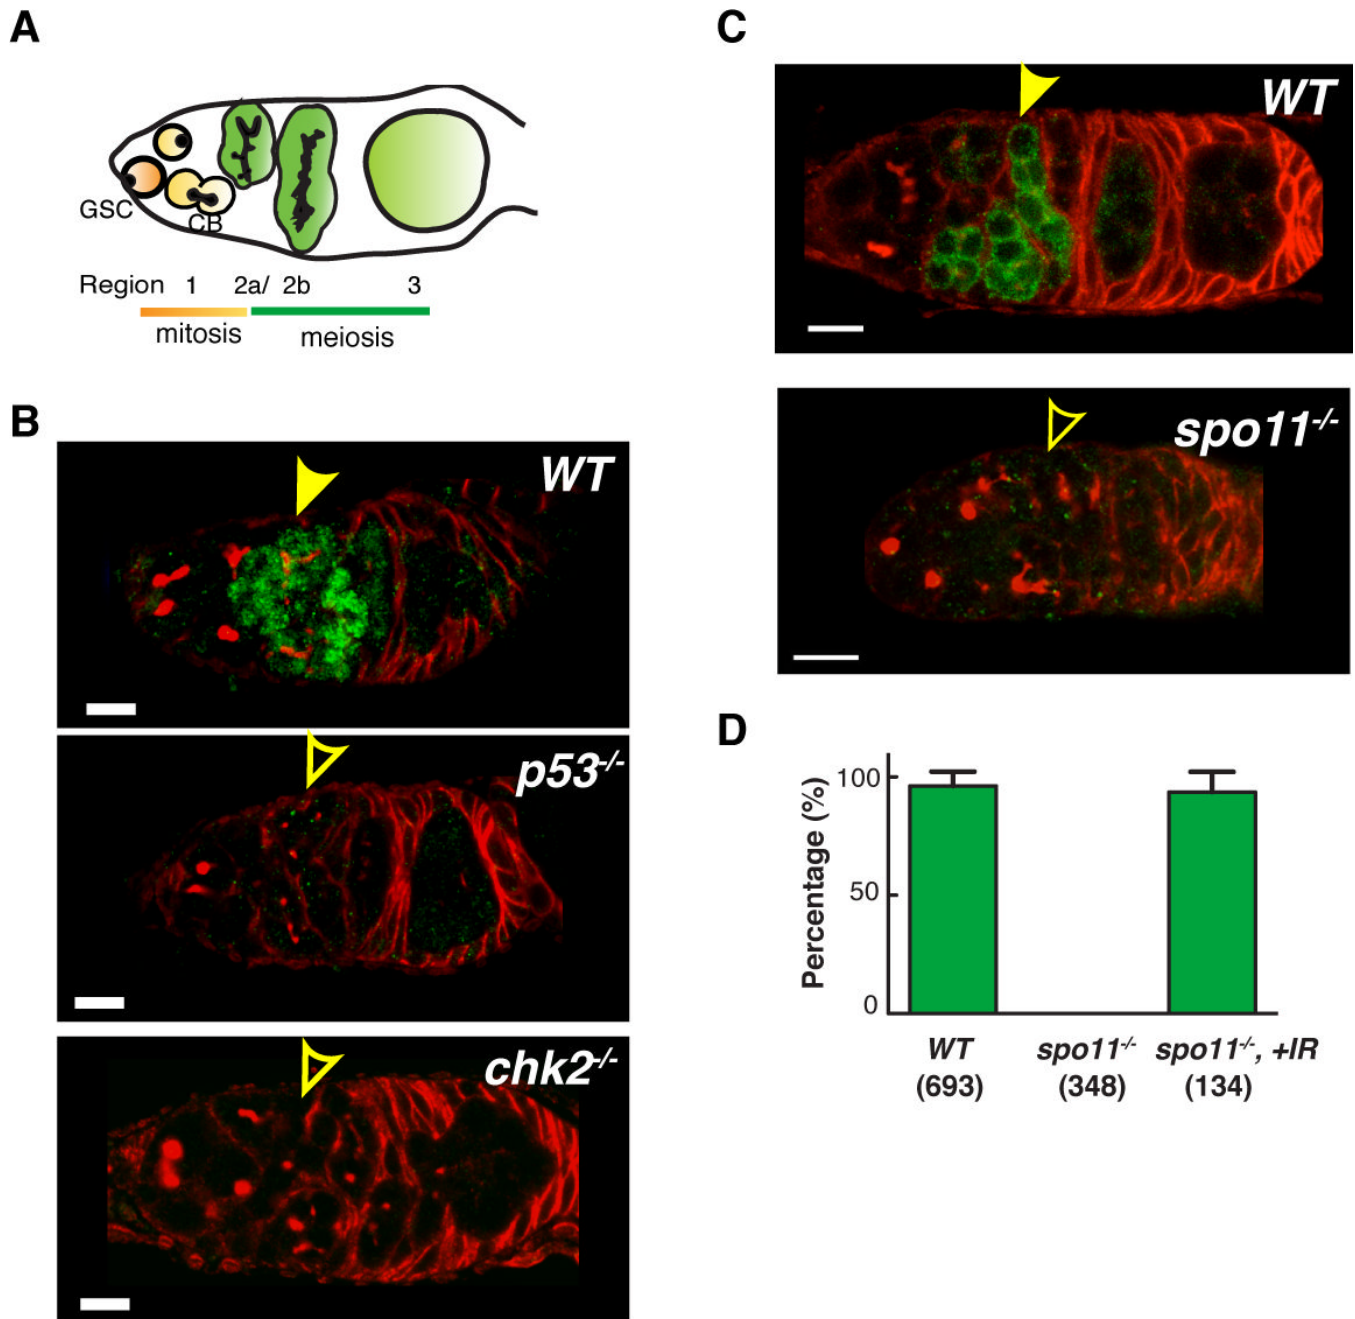 A
GSC
CB
Region 1 2a/ 2b 3
mitosis
meiosis
B
WT
p53-/-
chk2-/-
C
WT
spo11-/-
D
Percentage (%)
100
50
0
WT spo11-/- spo11-/-, +IR
(693) (348) (134)